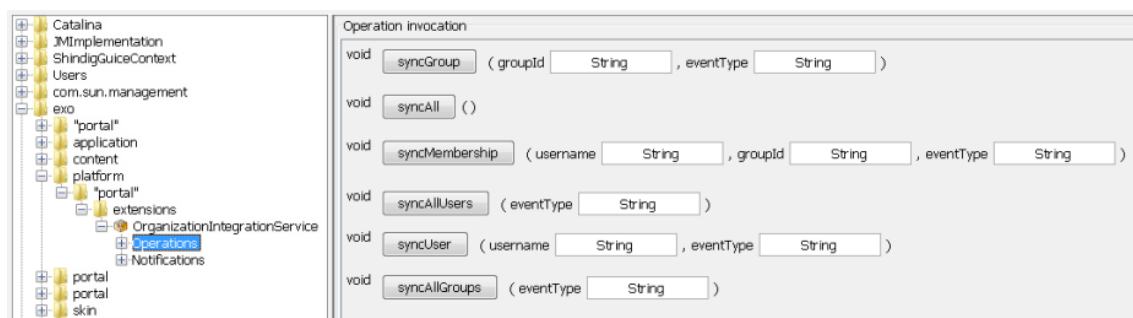 Catalina
JMImplementation
ShindigGuiceContext
Users
com.sun.management
exo
"portal"
application
content
platform
"portal"
extensions
OrganizationIntegrationService
Operations
Notifications
portal
portal
skin
Operation invocation
void syncGroup ( groupId String , eventType String )
void syncAll ()
void syncMembership ( username String , groupId String , eventType String )
void syncAllUsers ( eventType String )
void syncUser ( username String , eventType String )
void syncAllGroups ( eventType String )